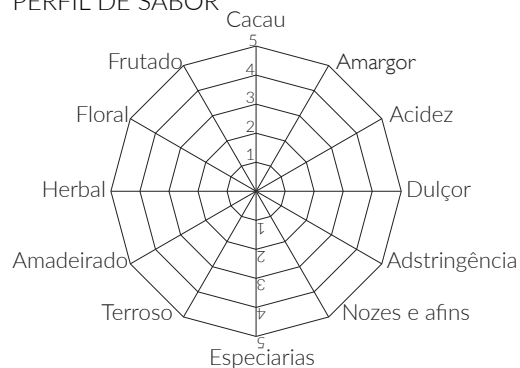 PERFIL DE SABOR
Cacau
Frutado
Amargor
Floral
Acidez
Herbal
Dulçor
Amadeirado
Adstringência
Terroso
Nozes e afins
Especiarias
5
4
3
2
1
1
2
3
4
5